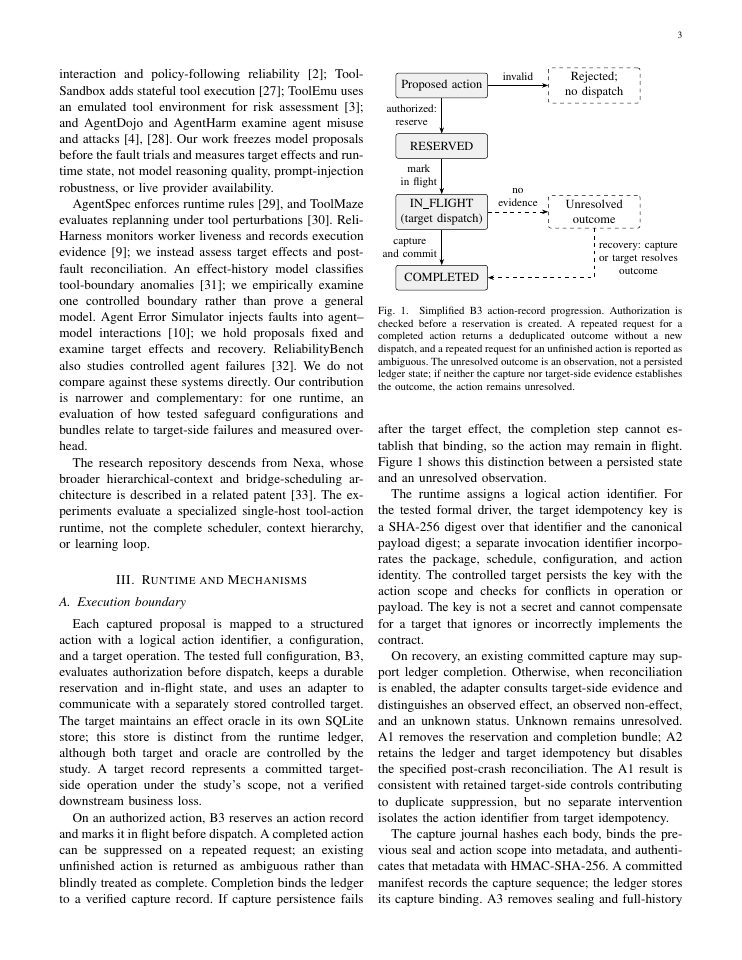 3
interaction and policy-following reliability [2]; Tool-
Sandbox adds stateful tool execution [27]; ToolEmu uses
an emulated tool environment for risk assessment [3];
and AgentDojo and AgentHarm examine agent misuse
and attacks [4], [28]. Our work freezes model proposals
before the fault trials and measures target effects and run-
time state, not model reasoning quality, prompt-injection
robustness, or live provider availability.
AgentSpec enforces runtime rules [29], and ToolMaze
evaluates replanning under tool perturbations [30]. Reli-
Harness monitors worker liveness and records execution
evidence [9]; we instead assess target effects and post-
fault reconciliation. An effect-history model classifies
tool-boundary anomalies [31]; we empirically examine
one controlled boundary rather than prove a general
model. Agent Error Simulator injects faults into agent–
model interactions [10]; we hold proposals fixed and
examine target effects and recovery. ReliabilityBench
also studies controlled agent failures [32]. We do not
compare against these systems directly. Our contribution
is narrower and complementary: for one runtime, an
evaluation of how tested safeguard configurations and
bundles relate to target-side failures and measured over-
head.
The research repository descends from Nexa, whose
broader hierarchical-context and bridge-scheduling ar-
chitecture is described in a related patent [33]. The ex-
periments evaluate a specialized single-host tool-action
runtime, not the complete scheduler, context hierarchy,
or learning loop.
III. RUNTIME AND MECHANISMS
A. Execution boundary
Each captured proposal is mapped to a structured
action with a logical action identifier, a configuration,
and a target operation. The tested full configuration, B3,
evaluates authorization before dispatch, keeps a durable
reservation and in-flight state, and uses an adapter to
communicate with a separately stored controlled target.
The target maintains an effect oracle in its own SQLite
store; this store is distinct from the runtime ledger,
although both target and oracle are controlled by the
study. A target record represents a committed target-
side operation under the study's scope, not a verified
downstream business loss.
On an authorized action, B3 reserves an action record
and marks it in flight before dispatch. A completed action
can be suppressed on a repeated request; an existing
unfinished action is returned as ambiguous rather than
blindly treated as complete. Completion binds the ledger
to a verified capture record. If capture persistence fails
Proposed action
invalid
Rejected;
no dispatch
authorized:
reserve
RESERVED
mark
in flight
IN_FLIGHT
(target dispatch)
no
evidence
Unresolved
outcome
capture
and commit
recovery: capture
or target resolves
outcome
COMPLETED
Fig. 1. Simplified B3 action-record progression. Authorization is
checked before a reservation is created. A repeated request for a
completed action returns a deduplicated outcome without a new
dispatch, and a repeated request for an unfinished action is reported as
ambiguous. The unresolved outcome is an observation, not a persisted
ledger state; if neither the capture nor target-side evidence establishes
the outcome, the action remains unresolved.
after the target effect, the completion step cannot es-
tablish that binding, so the action may remain in flight.
Figure 1 shows this distinction between a persisted state
and an unresolved observation.
The runtime assigns a logical action identifier. For
the tested formal driver, the target idempotency key is
a SHA-256 digest over that identifier and the canonical
payload digest; a separate invocation identifier incorpo-
rates the package, schedule, configuration, and action
identity. The controlled target persists the key with the
action scope and checks for conflicts in operation or
payload. The key is not a secret and cannot compensate
for a target that ignores or incorrectly implements the
contract.
On recovery, an existing committed capture may sup-
port ledger completion. Otherwise, when reconciliation
is enabled, the adapter consults target-side evidence and
distinguishes an observed effect, an observed non-effect,
and an unknown status. Unknown remains unresolved.
A1 removes the reservation and completion bundle; A2
retains the ledger and target idempotency but disables
the specified post-crash reconciliation. The A1 result is
consistent with retained target-side controls contributing
to duplicate suppression, but no separate intervention
isolates the action identifier from target idempotency.
The capture journal hashes each body, binds the pre-
vious seal and action scope into metadata, and authenti-
cates that metadata with HMAC-SHA-256. A committed
manifest records the capture sequence; the ledger stores
its capture binding. A3 removes sealing and full-history